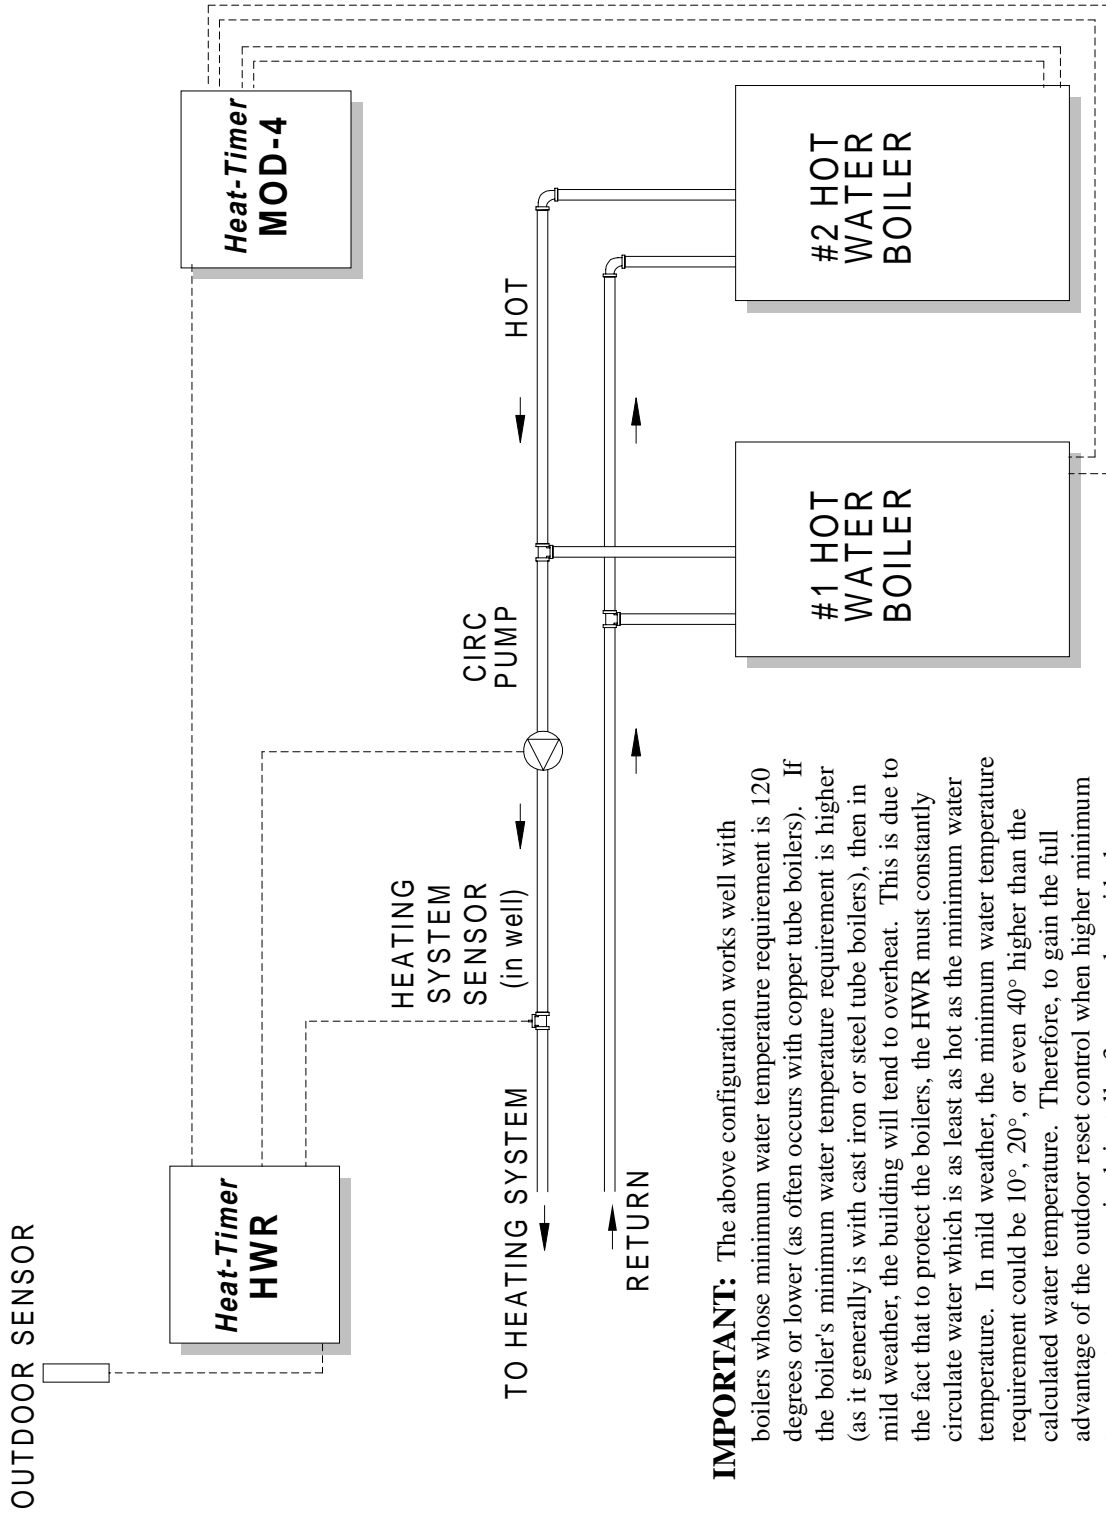 OUTDOOR SENSOR
Heat-Timer
HWR
Heat-Timer
MOD-4
HEATING
SYSTEM
SENSOR
(in well)
CIRC
PUMP
HOT
TO HEATING SYSTEM
RETURN
#1 HOT
WATER
BOILER
#2 HOT
WATER
BOILER
IMPORTANT: The above configuration works well with
boilers whose minimum water temperature requirement is 120
degrees or lower (as often occurs with copper tube boilers). If
the boiler's minimum water temperature requirement is higher
(as it generally is with cast iron or steel tube boilers), then in
mild weather, the building will tend to overheat. This is due to
the fact that to protect the boilers, the HWR must constantly
circulate water which is as least as hot as the minimum water
temperature. In mild weather, the minimum water temperature
requirement could be 10°, 20°, or even 40° higher than the
calculated water temperature. Therefore, to gain the full
advantage of the outdoor reset control when higher minimum